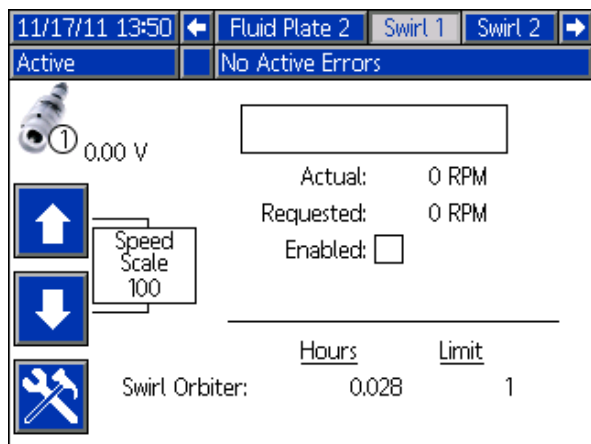 11/17/11 13:50 Fluid Plate 2 Swirl 1 Swirl 2
Active No Active Errors
1 0.00 V
Actual: 0 RPM
Requested: 0 RPM
Enabled:
Speed
Scale
100
Hours Limit
Swirl Orbiter: 0.028 1